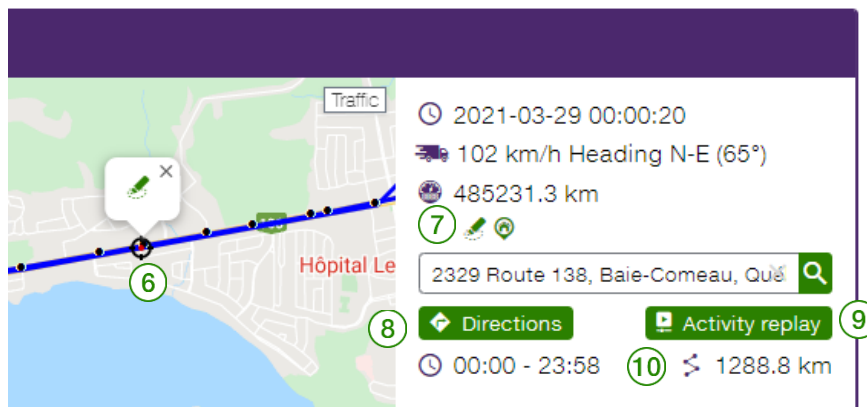 Traffic
2021-03-29 00:00:20
102 km/h Heading N-E (65°)
485231.3 km
7
6
Hôpital Le
2329 Route 138, Baie-Comeau, Qué
8 Directions
Activity replay 9
00:00 - 23:58
10 1288.8 km